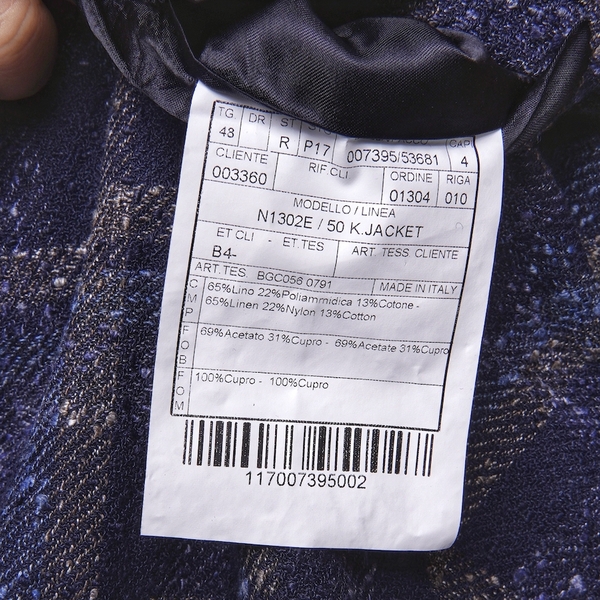 TG. DR ST CAP
48 R P17 007395/53681 4
CLIENTE RIF.CLI ORDINE RIGA
003360 01304 010
MODELLO / LINEA
N1302E / 50 K.JACKET
ET CLI - ET.TES ART. TESS CLIENTE
B4-
ART.TES. BGC056 0791 MADE IN ITALY
CMP 65%Lino 22%Poliammidica 13%Cotone -
65%Linen 22%Nylon 13%Cotton
FOB 69%Acetato 31%Cupro - 69%Acetate 31%Cupro
FOM 100%Cupro - 100%Cupro
117007395002